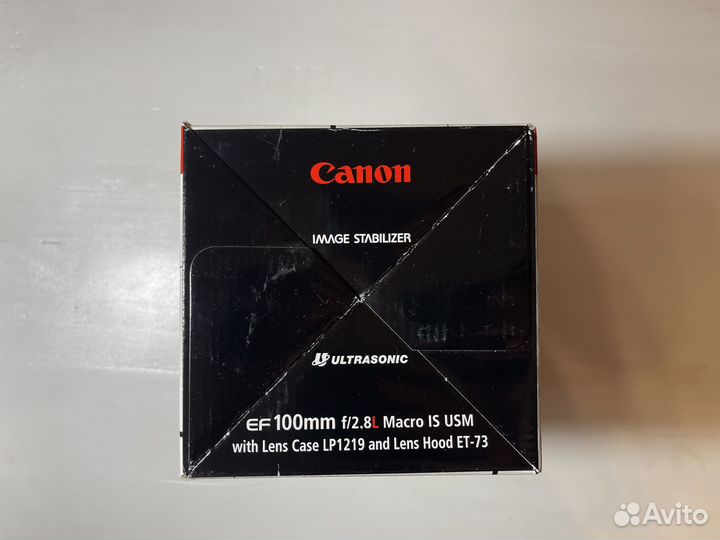 Canon
IMAGE STABILIZER
ULTRASONIC
EF 100mm f/2.8L Macro IS USM
with Lens Case LP1219 and Lens Hood ET-73
Avito